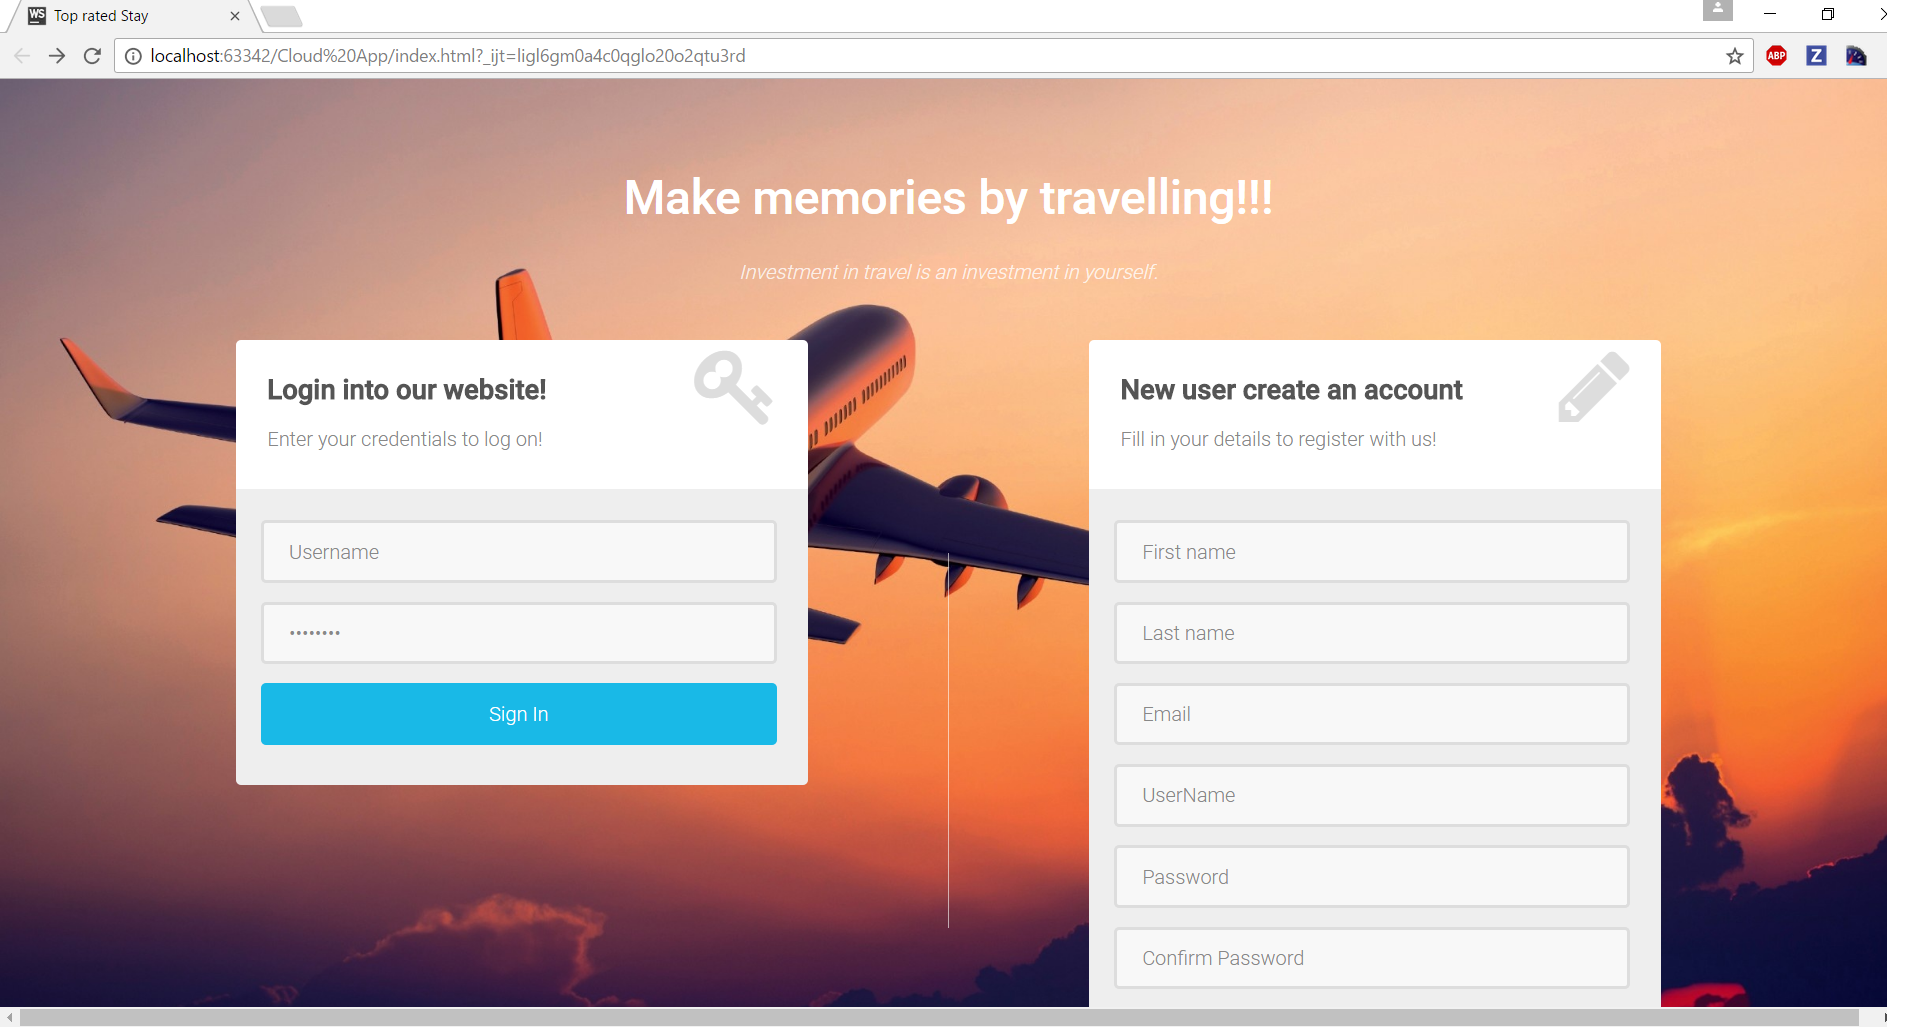 WS Top rated Stay
localhost:63342/Cloud%20App/index.html?_ijt=ligl6gm0a4c0qglo20o2qtu3rd
ABP Z
Make memories by travelling!!!
Investment in travel is an investment in yourself.
Login into our website!
Enter your credentials to log on!
Username
••••••••
Sign In
New user create an account
Fill in your details to register with us!
First name
Last name
Email
UserName
Password
Confirm Password